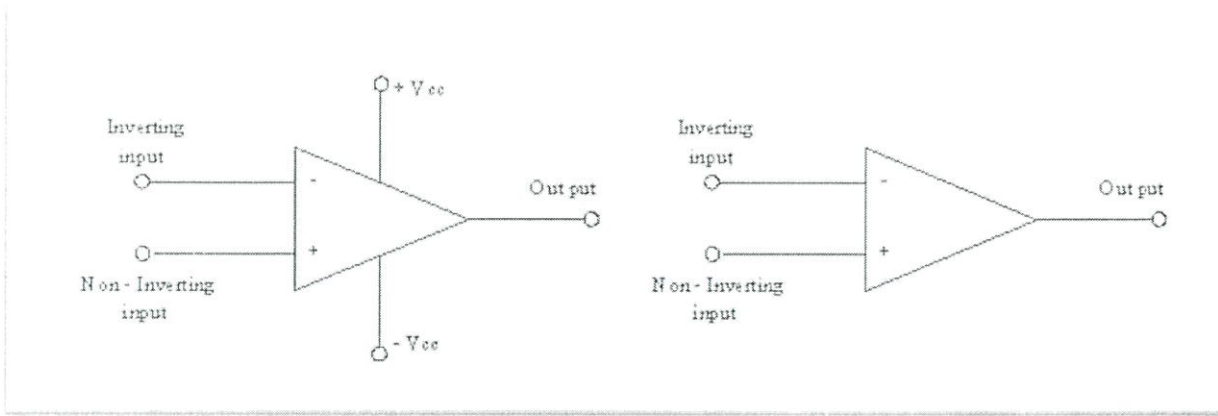 + Vcc
Inverting
input
-
Out put
+
Non - Inverting
input
- Vcc
Inverting
input
-
Out put
+
Non - Inverting
input